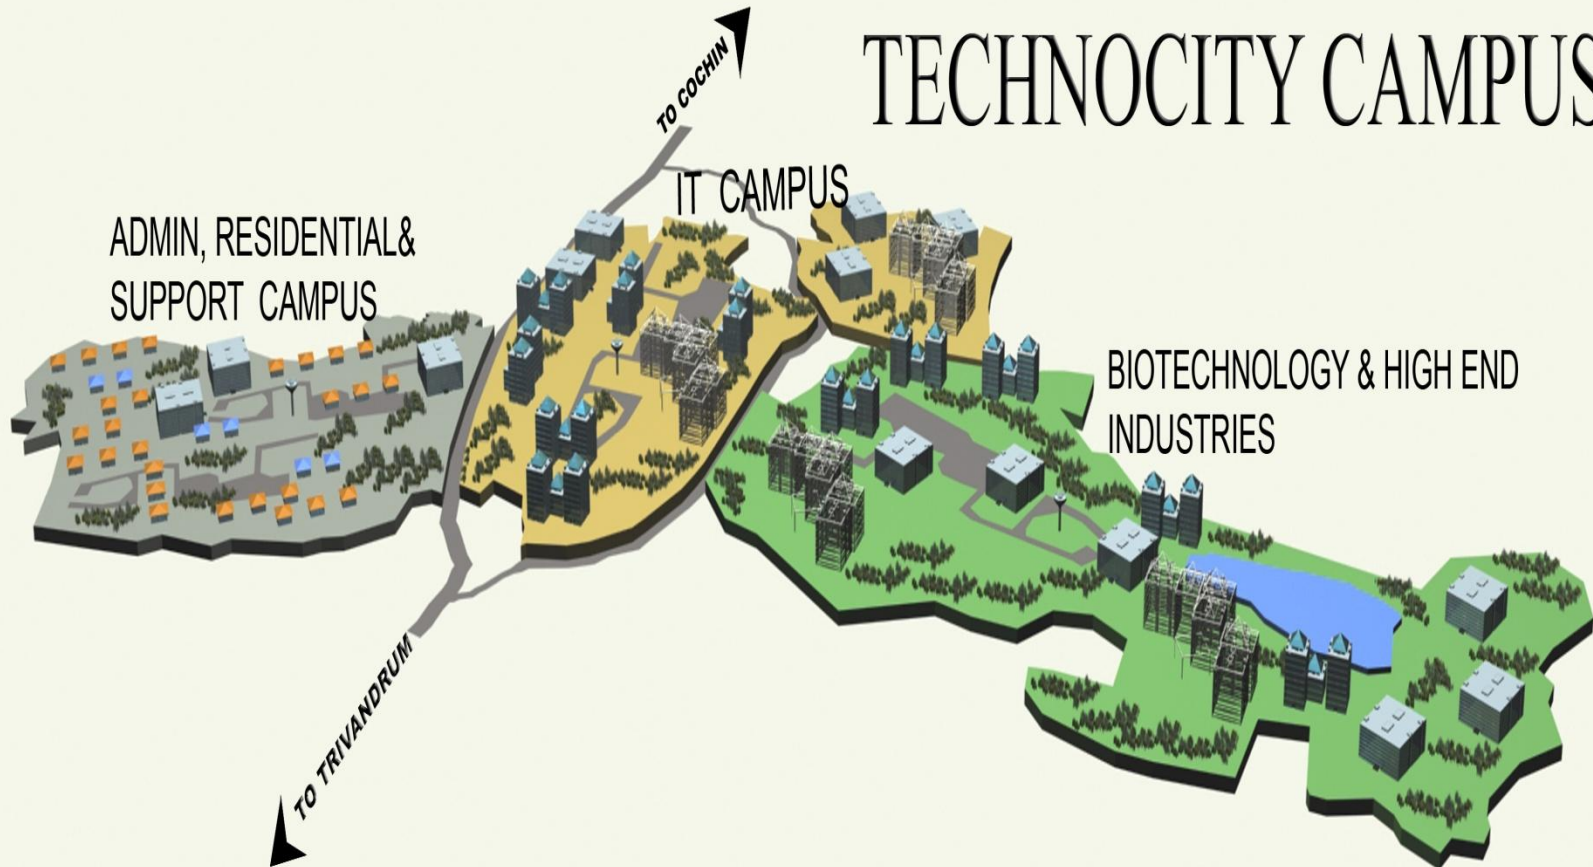 TECHNOCITY CAMPUS
TO COCHIN
IT CAMPUS
ADMIN, RESIDENTIAL&
SUPPORT CAMPUS
BIOTECHNOLOGY & HIGH END
INDUSTRIES
TO TRIVANDRUM